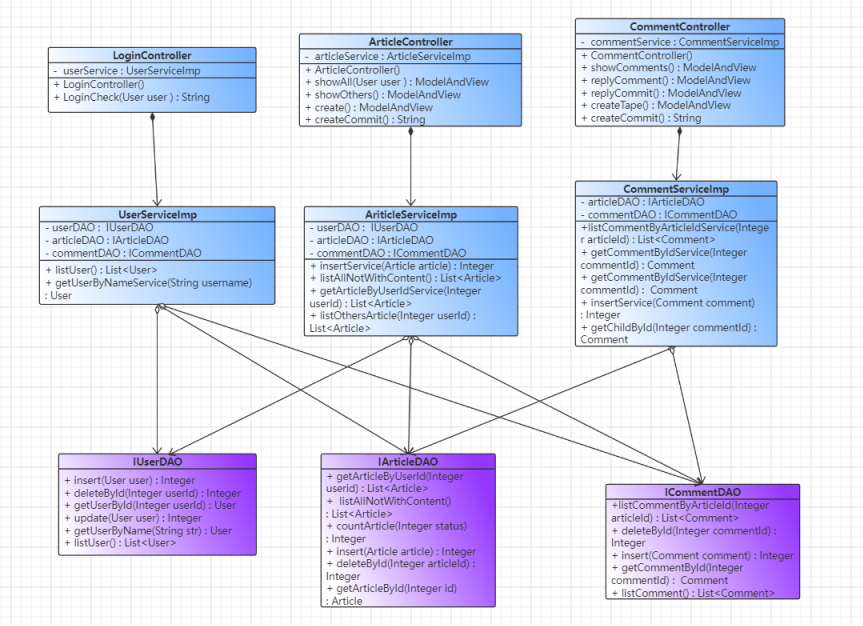 LoginController
- userService : UserServiceImp
+ LoginController()
+ LoginCheck(User user ) : String
ArticleController
- articleService : ArticleServiceImp
+ ArticleController()
+ showAll(User user ) : ModelAndView
+ showOthers() : ModelAndView
+ create() : ModelAndView
+ createCommit() : String
CommentController
- commentService : CommentServiceImp
+ CommentController()
+ showComments() : ModelAndView
+ replyComment() : ModelAndView
+ replyCommit() : ModelAndView
+ createTape() : ModelAndView
+ createCommit() : String
UserServiceImp
- userDAO : IUserDAO
- articleDAO : IArticleDAO
- commentDAO : ICommentDAO
+ listUser() : List<User>
+ getUserByNameService(String username)
: User
AriticleServiceImp
- userDAO : IUserDAO
- articleDAO : IArticleDAO
- commentDAO : ICommentDAO
+ insertService(Article article) : Integer
+ listAllNotWithContent() : List<Article>
+ getArticleByUserIdService(Integer
userid) : List<Article>
+ listOthersArticle(Integer userId) :
List<Article>
CommentServiceImp
- articleDAO : IArticleDAO
- commentDAO : ICommentDAO
+listCommentByArticleIdService(Intege
r articleId) : List<Comment>
+ getCommentByIdService(Integer
commentId) : Comment
+ getCommentByIdService(Integer
commentId) : Comment
+ insertService(Comment comment)
: Integer
+ getChildById(Integer commentId) :
Comment
IUserDAO
+ insert(User user) : Integer
+ deleteById(Integer userId) : Integer
+ getUserById(Integer userId) : User
+ update(User user) : Integer
+ getUserByName(String str) : User
+ listUser() : List<User>
IArticleDAO
+ getArticleByUserId(Integer
userid) : List<Article>
+ listAllNotWithContent()
: List<Article>
+ countArticle(Integer status)
: Integer
+ insert(Article article) : Integer
+ deleteById(Integer articleId) :
Integer
+ getArticleById(Integer id)
: Article
ICommentDAO
+listCommentByArticleId(Integer
articleId) : List<Comment>
+ deleteById(Integer commentId) :
Integer
+ insert(Comment comment) : Integer
+ getCommentById(Integer
commentId) : Comment
+ listComment() : List<Comment>